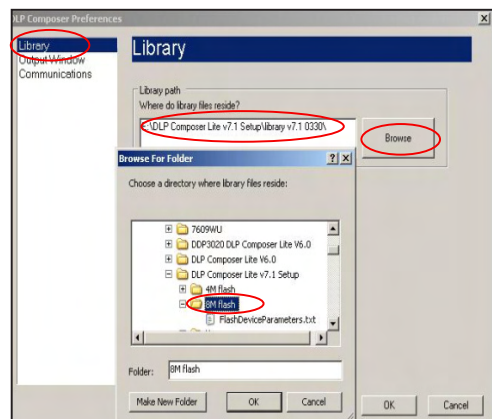 DLP Composer Preferences
Library
Output Window
Communications
Library
Library path
Where do library files reside?
\DLP Composer Lite v7.1 Setup\library v7.1 0330\
Browse
Browse For Folder
Choose a directory where library files reside:
7609WU
DDP3020 DLP Composer Lite V6.0
DLP Composer Lite V6.0
DLP Composer Lite v7.1 Setup
4M flash
8M flash
FlashDeviceParameters.txt
Folder:
8M flash
Make New Folder
OK
Cancel
OK
Cancel